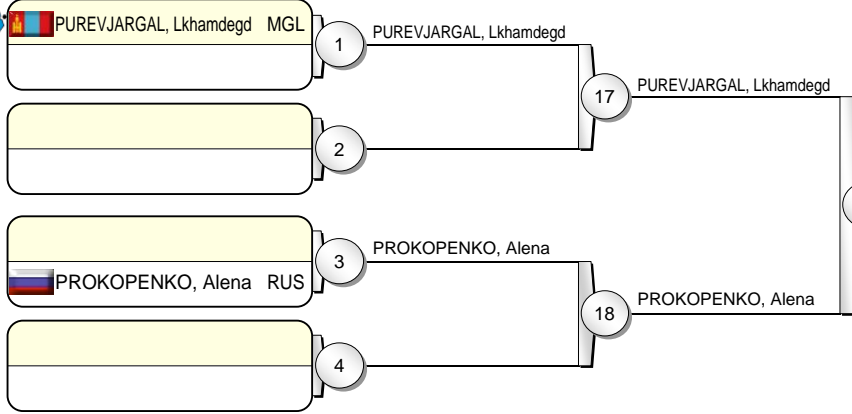 PUREVJARGAL, Lkhamdegd MGL
1
PUREVJARGAL, Lkhamdegd
17
PUREVJARGAL, Lkhamdegd
2
3
PROKOPENKO, Alena
PROKOPENKO, Alena RUS
18
PROKOPENKO, Alena
4